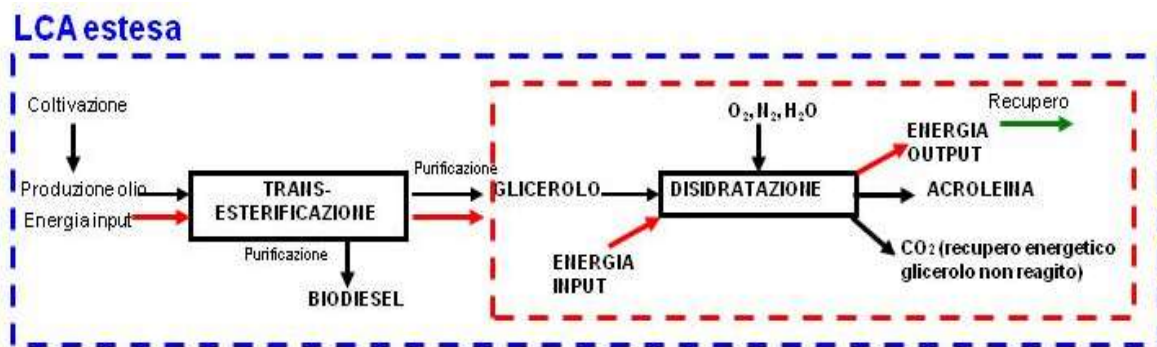 LCA estesa
Coltivazione
Produzione olio
Energia input
TRANS-
ESTERIFICAZIONE
Purificazione
BIODIESEL
Purificazione
GLICEROLO
O₂,N₂,H₂O
DISIDRATAZIONE
ENERGIA
INPUT
Recupero
ENERGIA
OUTPUT
ACROLEINA
CO₂ (recupero energetico
glicerolo non reagito)